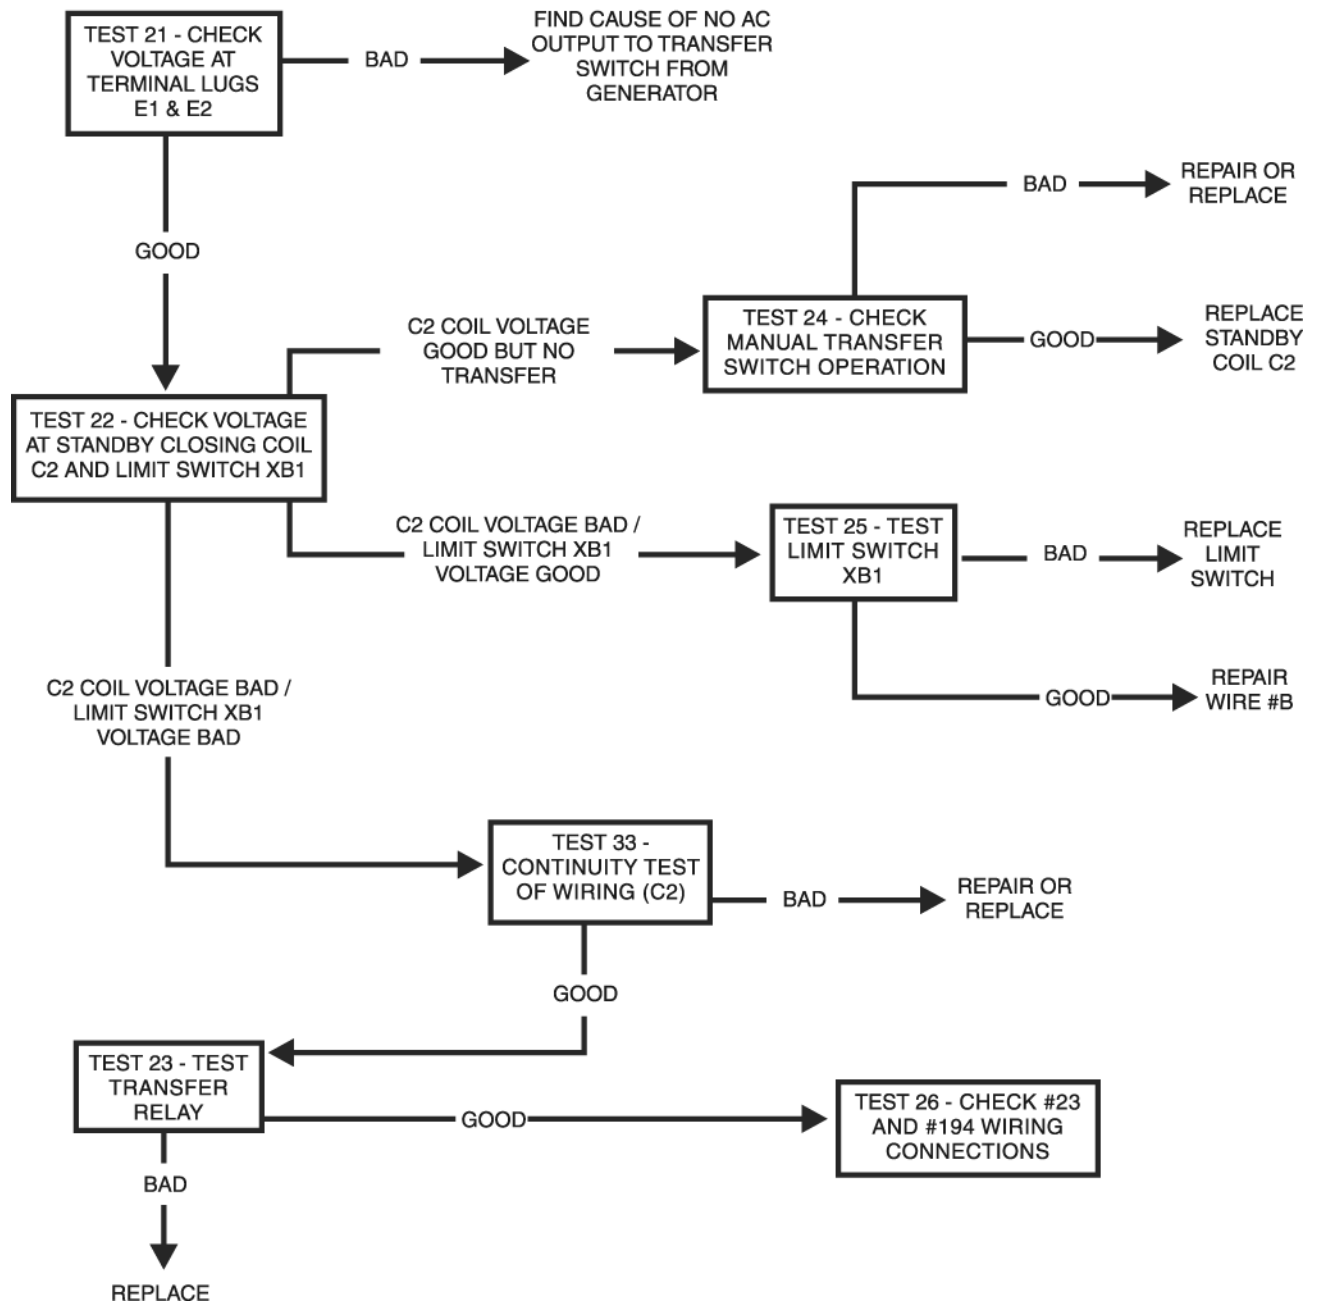 TEST 21 - CHECK
VOLTAGE AT
TERMINAL LUGS
E1 & E2
BAD
FIND CAUSE OF NO AC
OUTPUT TO TRANSFER
SWITCH FROM
GENERATOR
GOOD
BAD
REPAIR OR
REPLACE
C2 COIL VOLTAGE
GOOD BUT NO
TRANSFER
TEST 24 - CHECK
MANUAL TRANSFER
SWITCH OPERATION
GOOD
REPLACE
STANDBY
COIL C2
TEST 22 - CHECK VOLTAGE
AT STANDBY CLOSING COIL
C2 AND LIMIT SWITCH XB1
C2 COIL VOLTAGE BAD /
LIMIT SWITCH XB1
VOLTAGE GOOD
TEST 25 - TEST
LIMIT SWITCH
XB1
BAD
REPLACE
LIMIT
SWITCH
GOOD
REPAIR
WIRE #B
C2 COIL VOLTAGE BAD /
LIMIT SWITCH XB1
VOLTAGE BAD
TEST 33 -
CONTINUITY TEST
OF WIRING (C2)
BAD
REPAIR OR
REPLACE
GOOD
TEST 23 - TEST
TRANSFER
RELAY
GOOD
TEST 26 - CHECK #23
AND #194 WIRING
CONNECTIONS
BAD
REPLACE